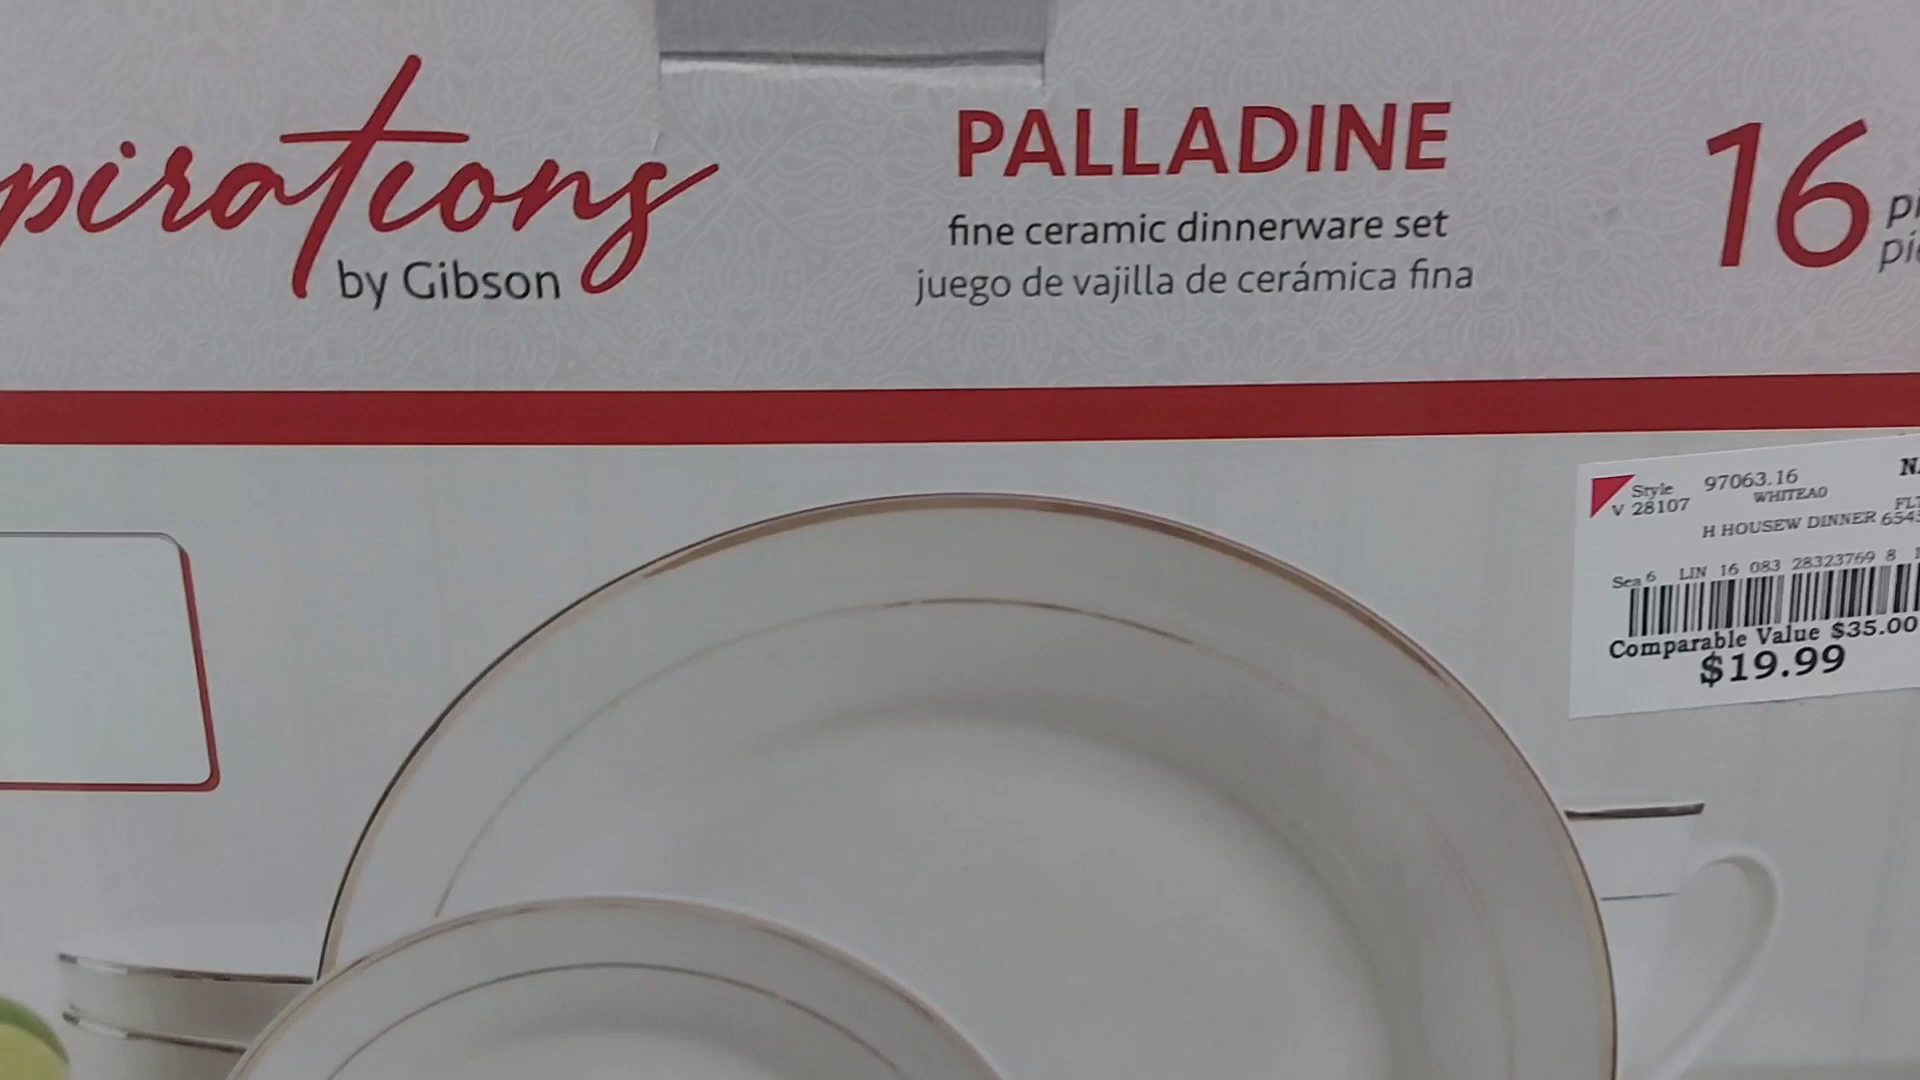 pirations
by Gibson
PALLADINE
fine ceramic dinnerware set
juego de vajilla de cerámica fina
16
Style 97063.16
V 28107 WHITEAO
H HOUSEW DINNER
Sea 6 LIN 16 083 28323769 8
Comparable Value $35.00
$19.99